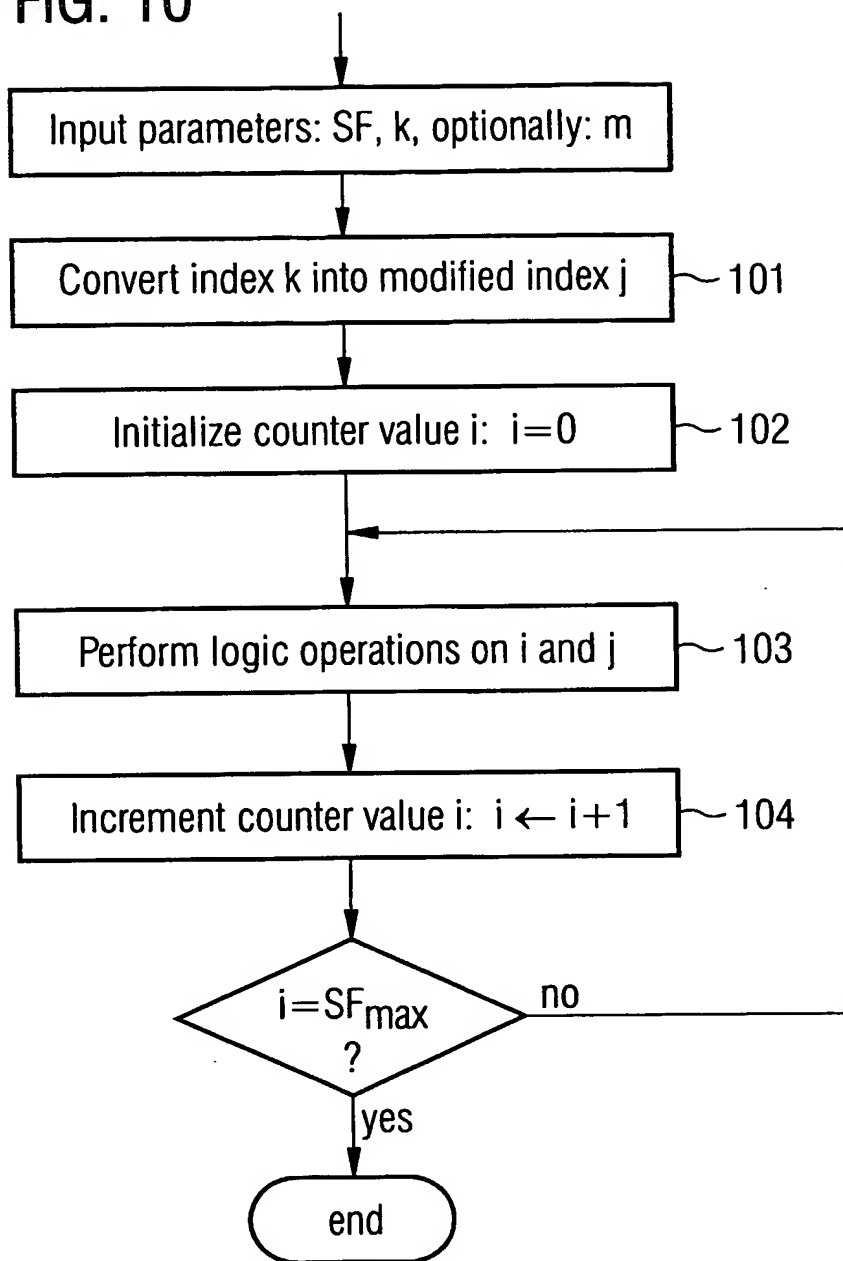 FIG. 10
Input parameters: SF, k, optionally: m
Convert index k into modified index j
101
Initialize counter value i: i=0
102
Perform logic operations on i and j
103
Increment counter value i: i ← i+1
104
i=SFmax
?
no
yes
end